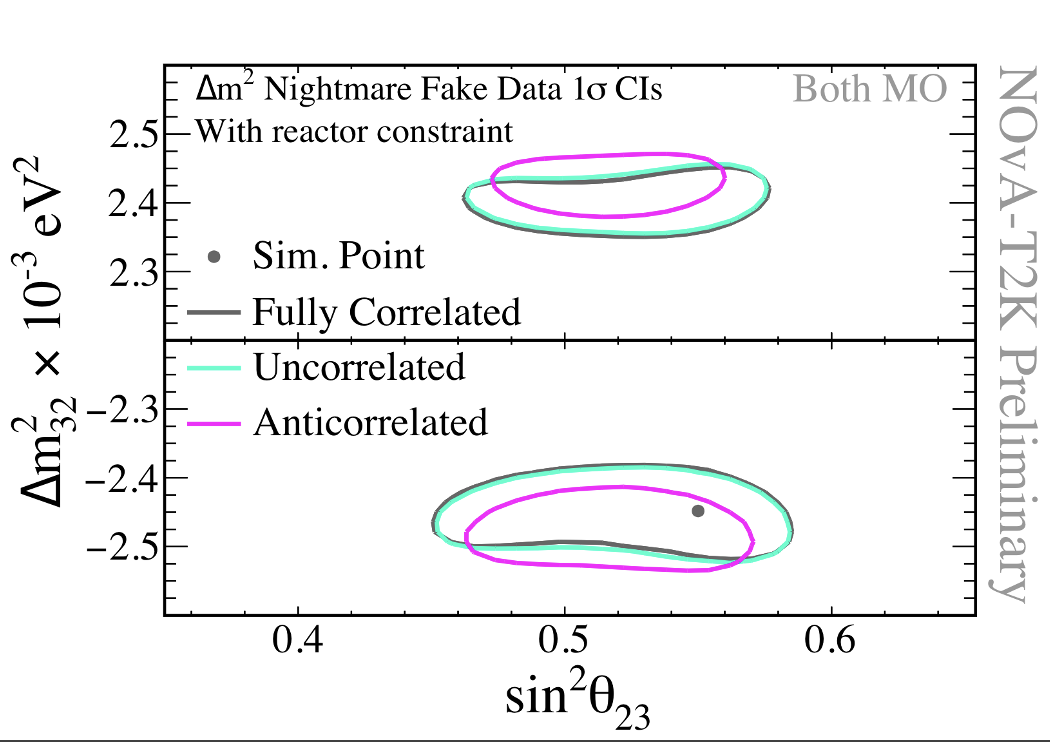 Δm² Nightmare Fake Data 1σ CIs
Both MO
With reactor constraint
2.5
2.4
2.3
Sim. Point
Fully Correlated
Uncorrelated
Anticorrelated
−2.3
−2.4
−2.5
0.4 0.5 0.6
sin²θ₂₃
Δm²₃₂ × 10⁻³ eV²
NOvA-T2K Preliminary